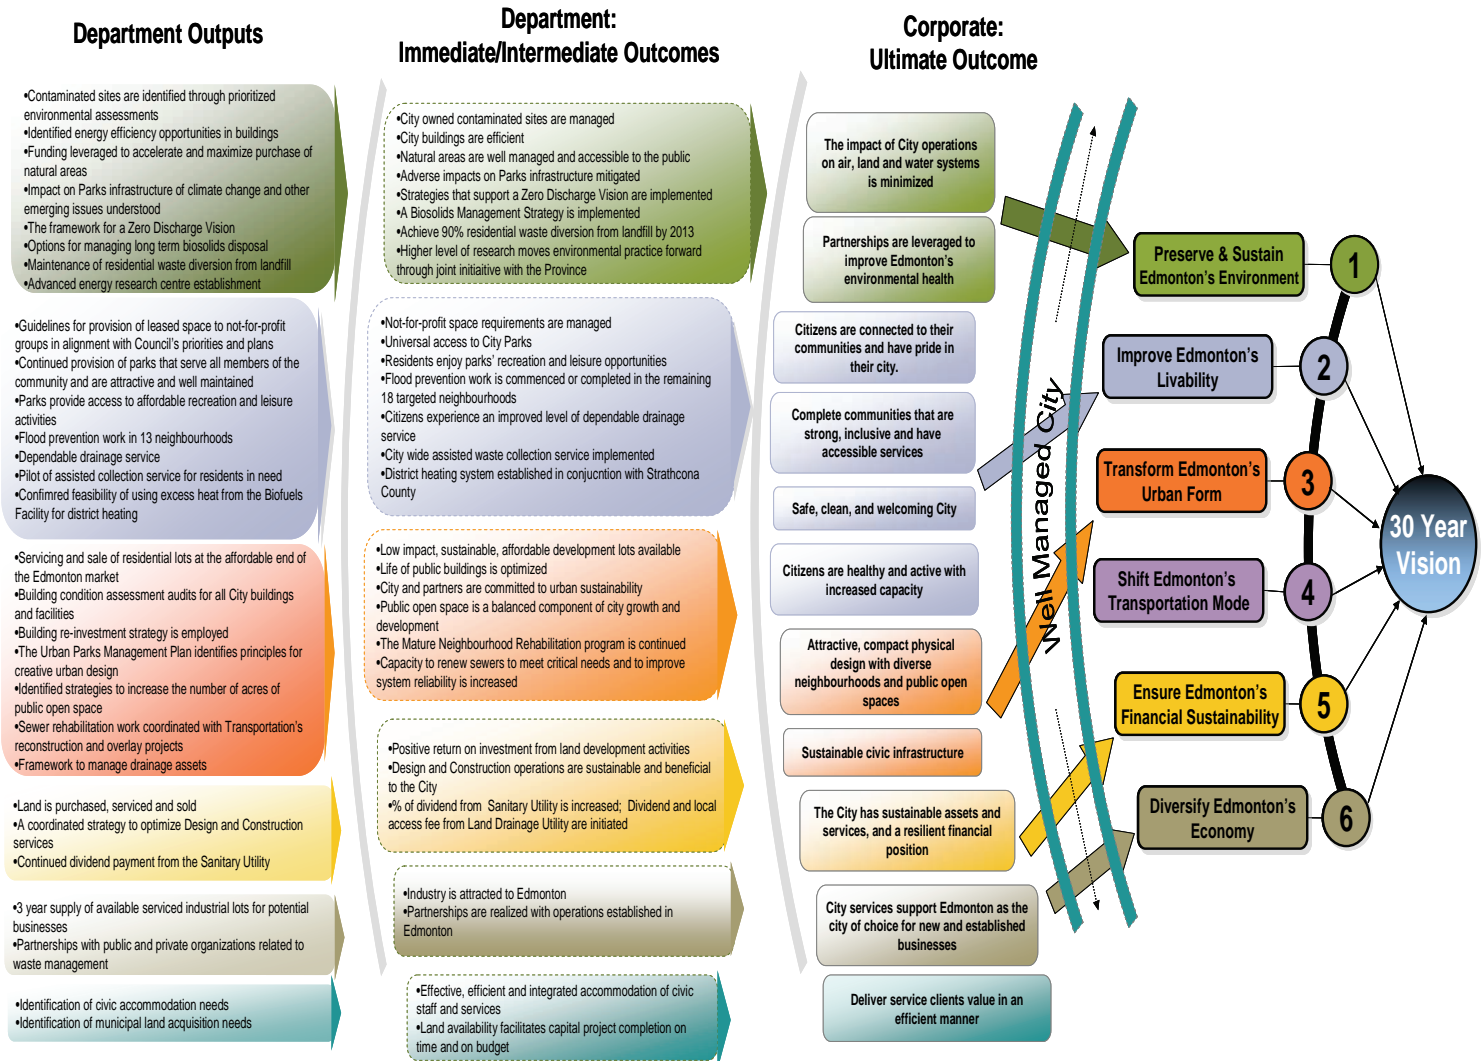 Department Outputs
•Contaminated sites are identified through prioritized
environmental assessments
•Identified energy efficiency opportunities in buildings
•Funding leveraged to accelerate and maximize purchase of
natural areas
•Impact on Parks infrastructure of climate change and other
emerging issues understood
•The framework for a Zero Discharge Vision
•Options for managing long term biosolids disposal
•Maintenance of residential waste diversion from landfill
•Advanced energy research centre establishment
•Guidelines for provision of leased space to not-for-profit
groups in alignment with Council's priorities and plans
•Continued provision of parks that serve all members of the
community and are attractive and well maintained
•Parks provide access to affordable recreation and leisure
activities
•Flood prevention work in 13 neighbourhoods
•Dependable drainage service
•Pilot of assisted collection service for residents in need
•Confimred feasibility of using excess heat from the Biofuels
Facility for district heating
•Servicing and sale of residential lots at the affordable end of
the Edmonton market
•Building condition assessment audits for all City buildings
and facilities
•Building re-investment strategy is employed
•The Urban Parks Management Plan identifies principles for
creative urban design
•Identified strategies to increase the number of acres of
public open space
•Sewer rehabilitation work coordinated with Transportation's
reconstruction and overlay projects
•Framework to manage drainage assets
•Land is purchased, serviced and sold
•A coordinated strategy to optimize Design and Construction
services
•Continued dividend payment from the Sanitary Utility
•3 year supply of available serviced industrial lots for potential
businesses
•Partnerships with public and private organizations related to
waste management
•Identification of civic accommodation needs
•Identification of municipal land acquisition needs
Department:
Immediate/Intermediate Outcomes
•City owned contaminated sites are managed
•City buildings are efficient
•Natural areas are well managed and accessible to the public
•Adverse impacts on Parks infrastructure mitigated
•Strategies that support a Zero Discharge Vision are implemented
•A Biosolids Management Strategy is implemented
•Achieve 90% residential waste diversion from landfill by 2013
•Higher level of research moves environmental practice forward
through joint initiaitive with the Province
•Not-for-profit space requirements are managed
•Universal access to City Parks
•Residents enjoy parks' recreation and leisure opportunities
•Flood prevention work is commenced or completed in the remaining
18 targeted neighbourhoods
•Citizens experience an improved level of dependable drainage
service
•City wide assisted waste collection service implemented
•District heating system established in conjucntion with Strathcona
County
•Low impact, sustainable, affordable development lots available
•Life of public buildings is optimized
•City and partners are committed to urban sustainability
•Public open space is a balanced component of city growth and
development
•The Mature Neighbourhood Rehabilitation program is continued
•Capacity to renew sewers to meet critical needs and to improve
system reliability is increased
•Positive return on investment from land development activities
•Design and Construction operations are sustainable and beneficial
to the City
•% of dividend from Sanitary Utility is increased; Dividend and local
access fee from Land Drainage Utility are initiated
•Industry is attracted to Edmonton
•Partnerships are realized with operations established in
Edmonton
•Effective, efficient and integrated accommodation of civic
staff and services
•Land availability facilitates capital project completion on
time and on budget
Corporate:
Ultimate Outcome
The impact of City operations
on air, land and water systems
is minimized
Partnerships are leveraged to
improve Edmonton's
environmental health
Citizens are connected to their
communities and have pride in
their city.
Complete communities that are
strong, inclusive and have
accessible services
Safe, clean, and welcoming City
Citizens are healthy and active with
increased capacity
Attractive, compact physical
design with diverse
neighbourhoods and public open
spaces
Sustainable civic infrastructure
The City has sustainable assets and
services, and a resilient financial
position
City services support Edmonton as the
city of choice for new and established
businesses
Deliver service clients value in an
efficient manner
Well Managed City
Preserve & Sustain
Edmonton's Environment
1
Improve Edmonton's
Livability
2
Transform Edmonton's
Urban Form
3
Shift Edmonton's
Transportation Mode
4
Ensure Edmonton's
Financial Sustainability
5
Diversify Edmonton's
Economy
6
30 Year
Vision